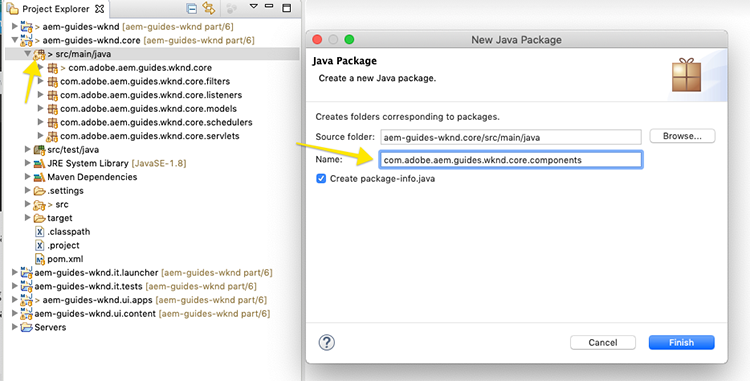 Project Explorer
> aem-guides-wknd [aem-guides-wknd part/6]
> aem-guides-wknd.core [aem-guides-wknd part/6]
> src/main/java
> com.adobe.aem.guides.wknd.core
com.adobe.aem.guides.wknd.core.filters
com.adobe.aem.guides.wknd.core.listeners
com.adobe.aem.guides.wknd.core.models
com.adobe.aem.guides.wknd.core.schedulers
com.adobe.aem.guides.wknd.core.servlets
src/test/java
JRE System Library [JavaSE-1.8]
Maven Dependencies
.settings
> src
target
.classpath
.project
pom.xml
aem-guides-wknd.it.launcher [aem-guides-wknd part/6]
aem-guides-wknd.it.tests [aem-guides-wknd part/6]
> aem-guides-wknd.ui.apps [aem-guides-wknd part/6]
aem-guides-wknd.ui.content [aem-guides-wknd part/6]
Servers
New Java Package
Java Package
Create a new Java package.
Creates folders corresponding to packages.
Source folder: aem-guides-wknd.core/src/main/java Browse...
Name: com.adobe.aem.guides.wknd.core.components
Create package-info.java
? Cancel Finish